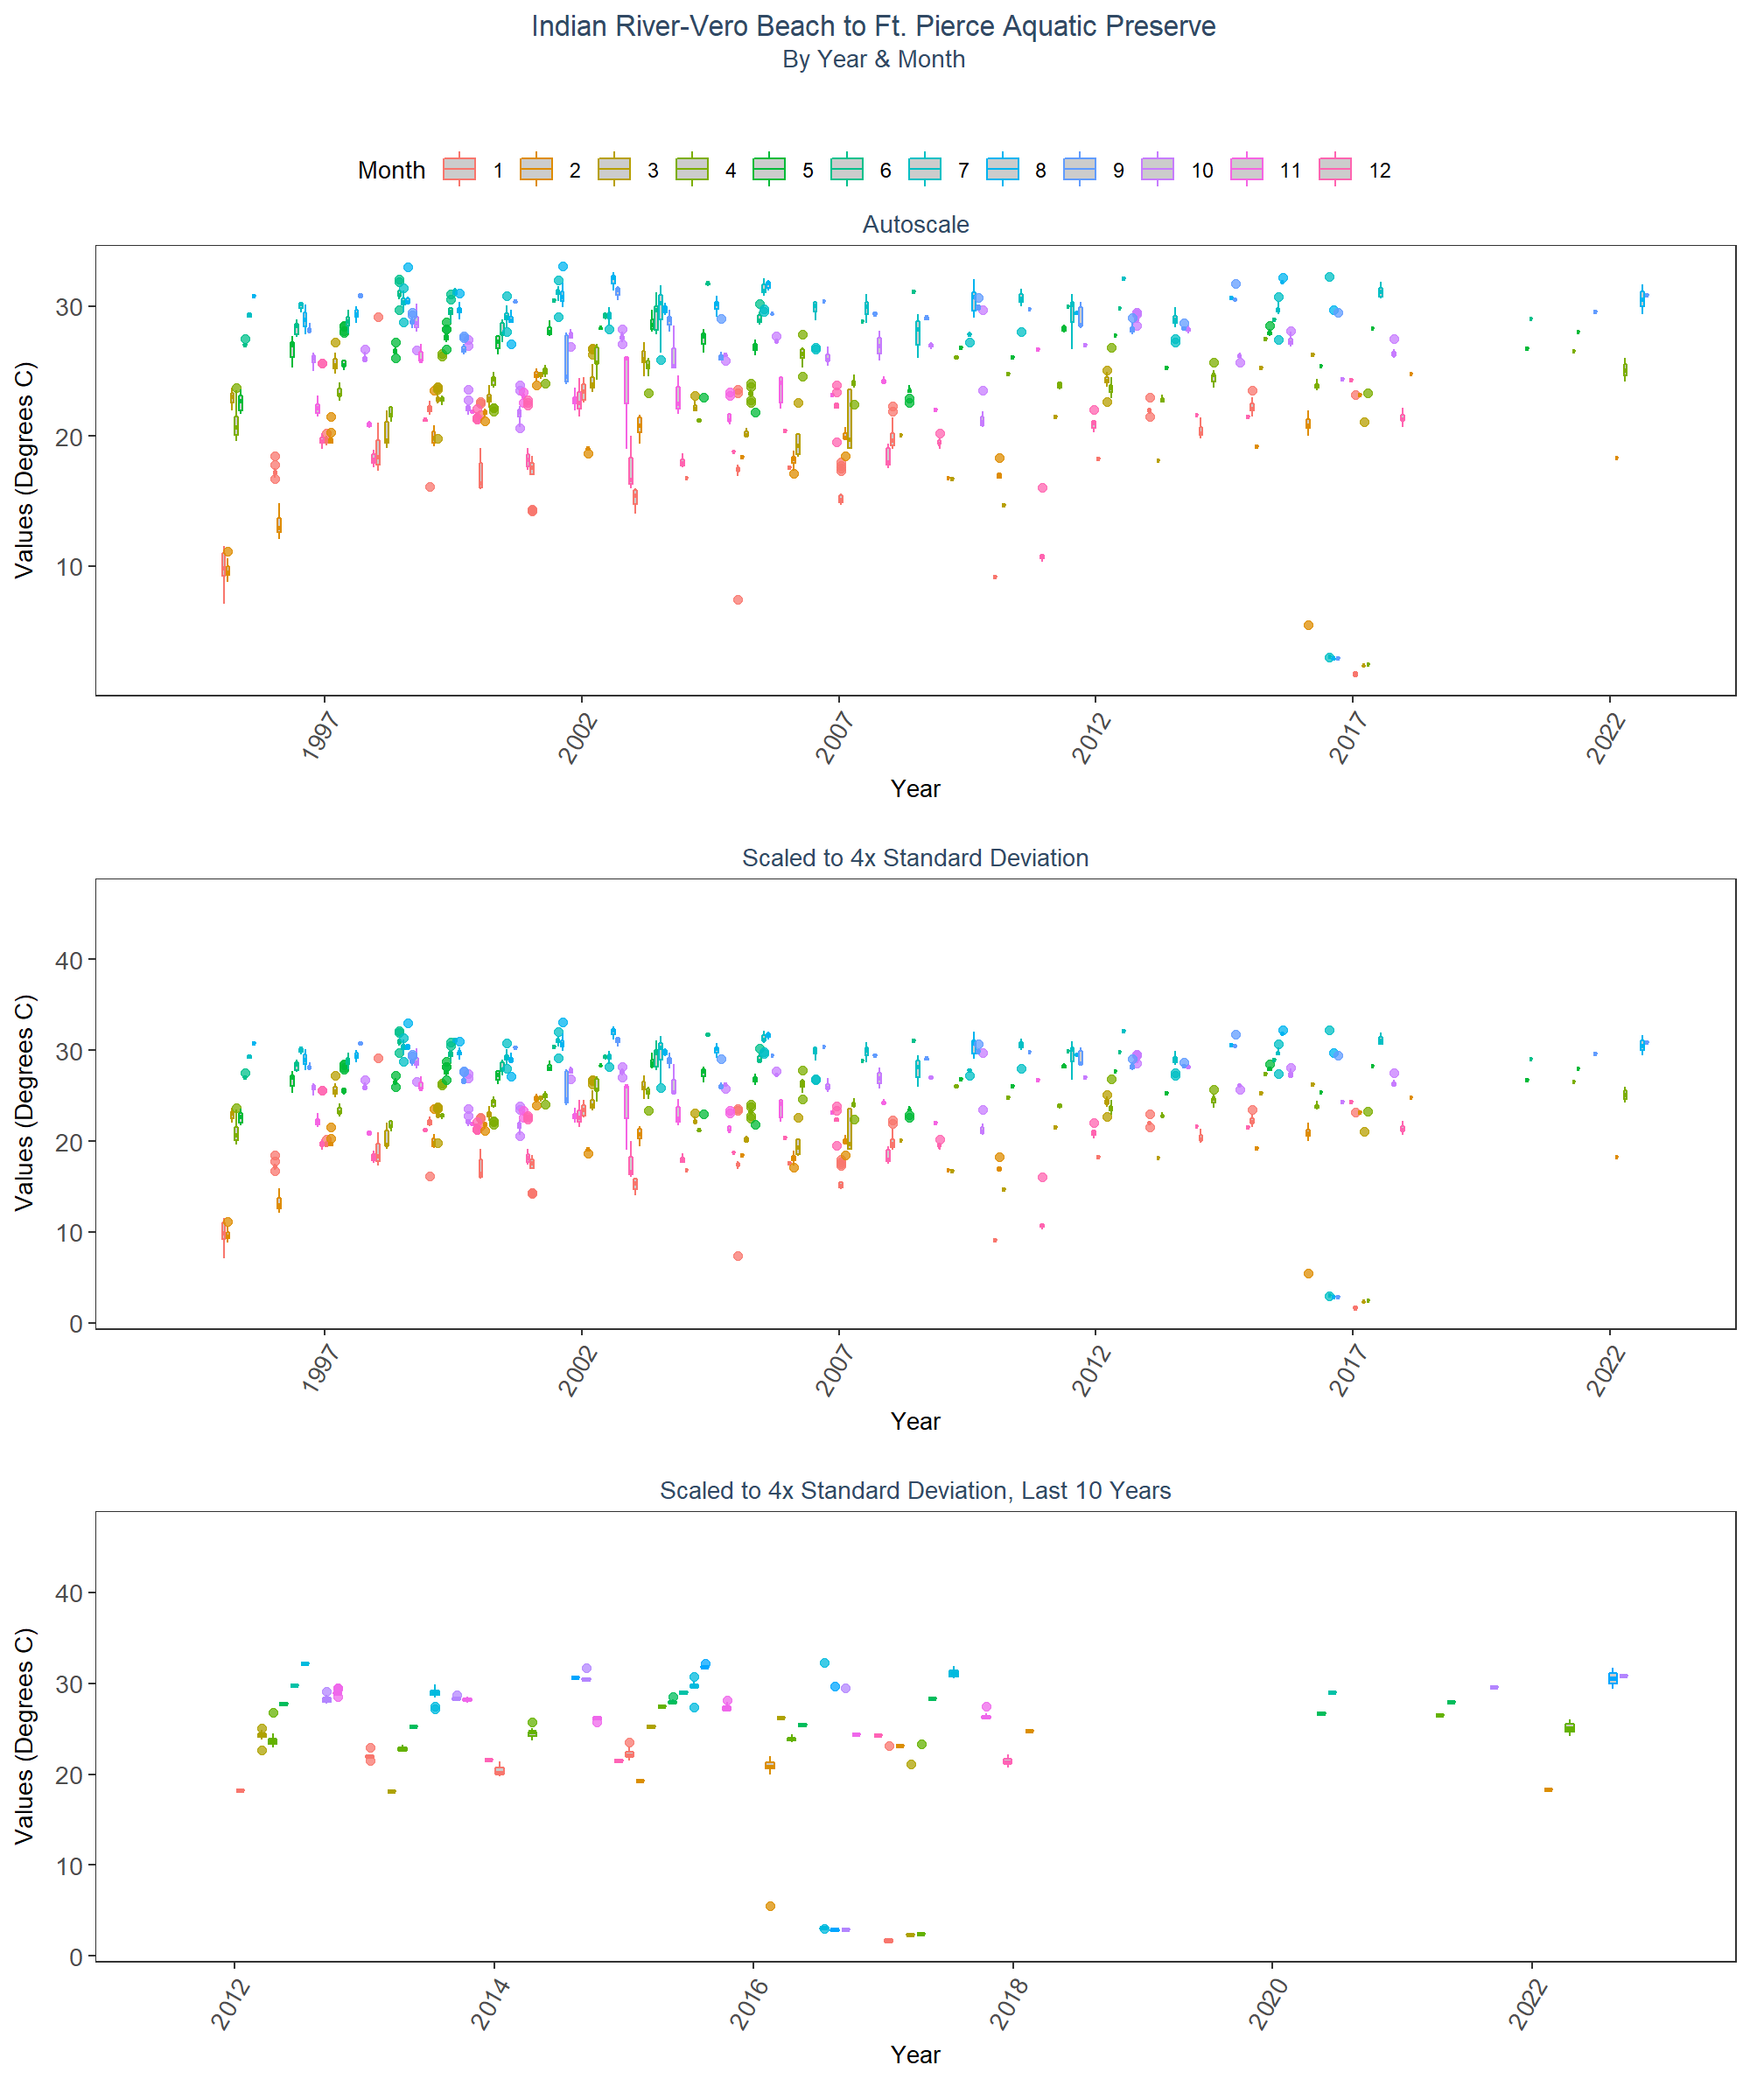 Indian River-Vero Beach to Ft. Pierce Aquatic Preserve
By Year & Month
Month 1 2 3 4 5 6 7 8 9 10 11 12
Autoscale
Values (Degrees C)
30
20
10
1997 2002 2007 2012 2017 2022
Year
Scaled to 4x Standard Deviation
Values (Degrees C)
40
30
20
10
0
1997 2002 2007 2012 2017 2022
Year
Scaled to 4x Standard Deviation, Last 10 Years
Values (Degrees C)
40
30
20
10
0
2012 2014 2016 2018 2020 2022
Year